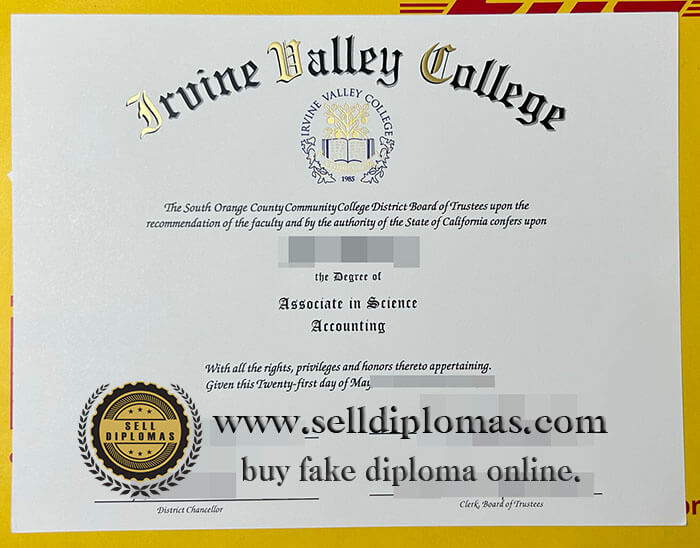 Irvine Valley College
IRVINE VALLEY COLLEGE
1985
The South Orange County Community College District Board of Trustees upon the
recommendation of the faculty and by the authority of the State of California confers upon
the Degree of
Associate in Science
Accounting
With all the rights, privileges and honors thereto appertaining.
Given this Twenty-first day of May
SELL
DIPLOMAS
www.selldiplomas.com
buy fake diploma online.
District Chancellor
Clerk, Board of Trustees